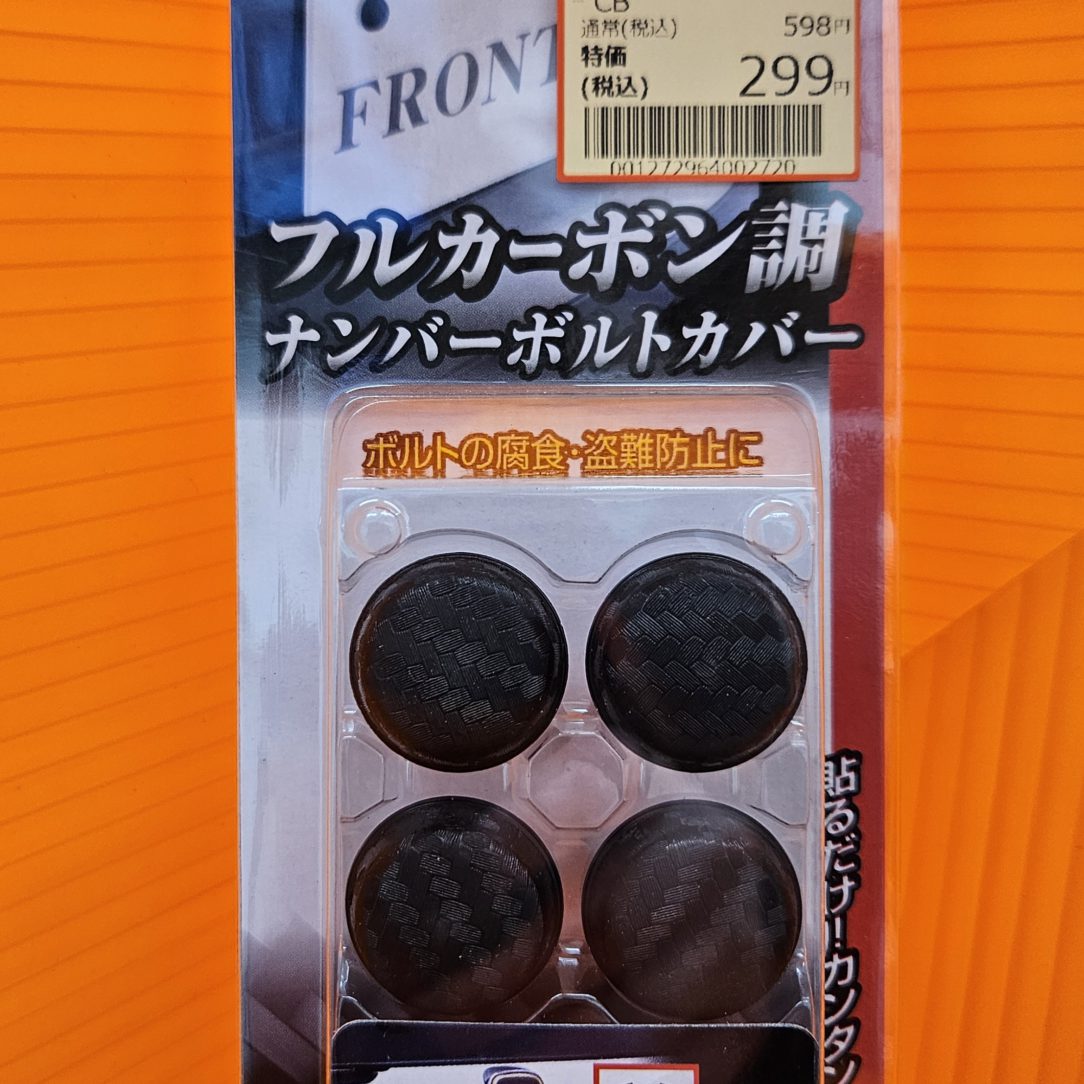 CB
通常(税込) 598円
特価
(税込) 299円
001272964002720
FRONT
フルカーボン調
ナンバーボルトカバー
ボルトの腐食・盗難防止に
貼るだけ!カンタン